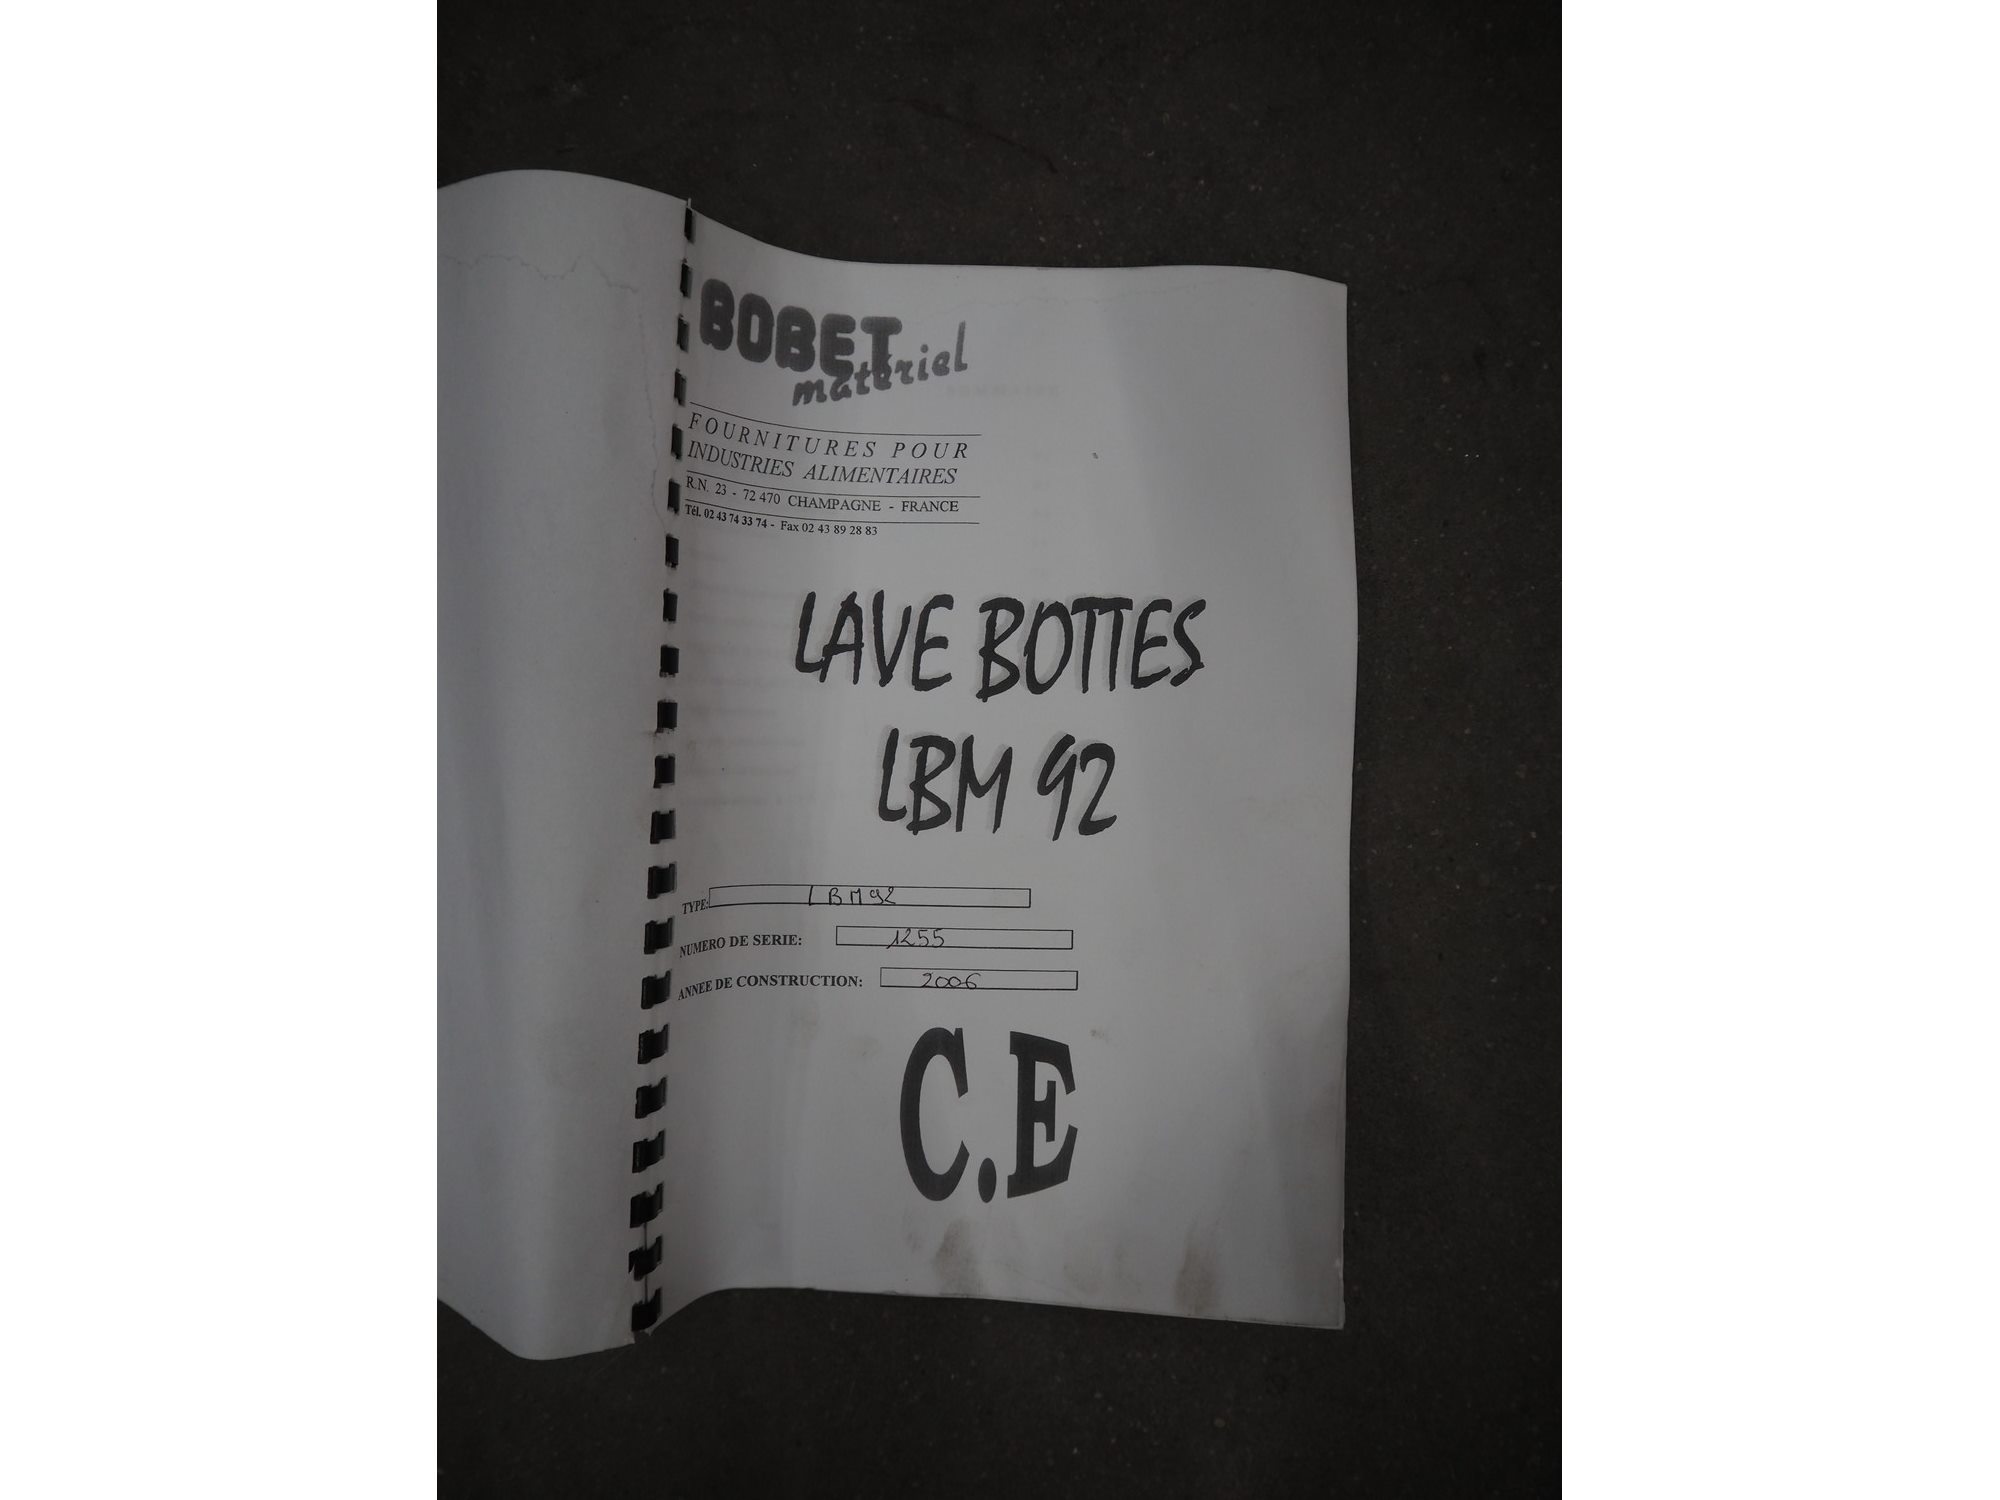 BOBET
matériel
FOURNITURES POUR
INDUSTRIES ALIMENTAIRES
R.N. 23 - 72 470 CHAMPAGNE - FRANCE
Tél. 02 43 74 33 74 - Fax 02 43 89 28 83
LAVE BOTTES
LBM 92
TYPE: LBM92
NUMERO DE SERIE: 1255
ANNEE DE CONSTRUCTION: 2006
C.E